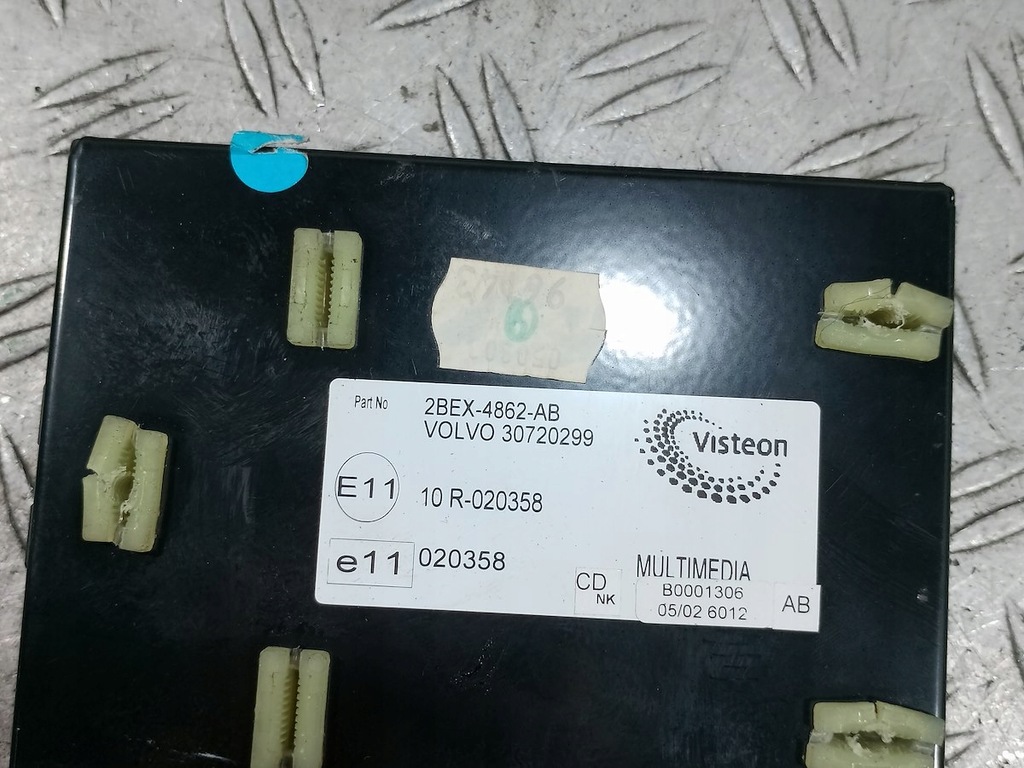 Part No
2BEX-4862-AB
VOLVO 30720299
Visteon
E11
10 R-020358
e11
020358
CD
NK
MULTIMEDIA
B0001306
05/02 6012
AB